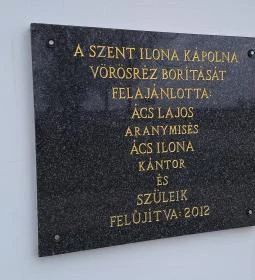 A SZENT ILONA KÁPOLNA
VÖRÖSRÉZ BORÍTÁSÁT
FELAJÁNLOTTA:
ÁCS LAJOS
ARANYMISÉS
ÁCS ILONA
KÁNTOR
ÉS
SZÜLEIK
FELÚJÍTVA: 2012